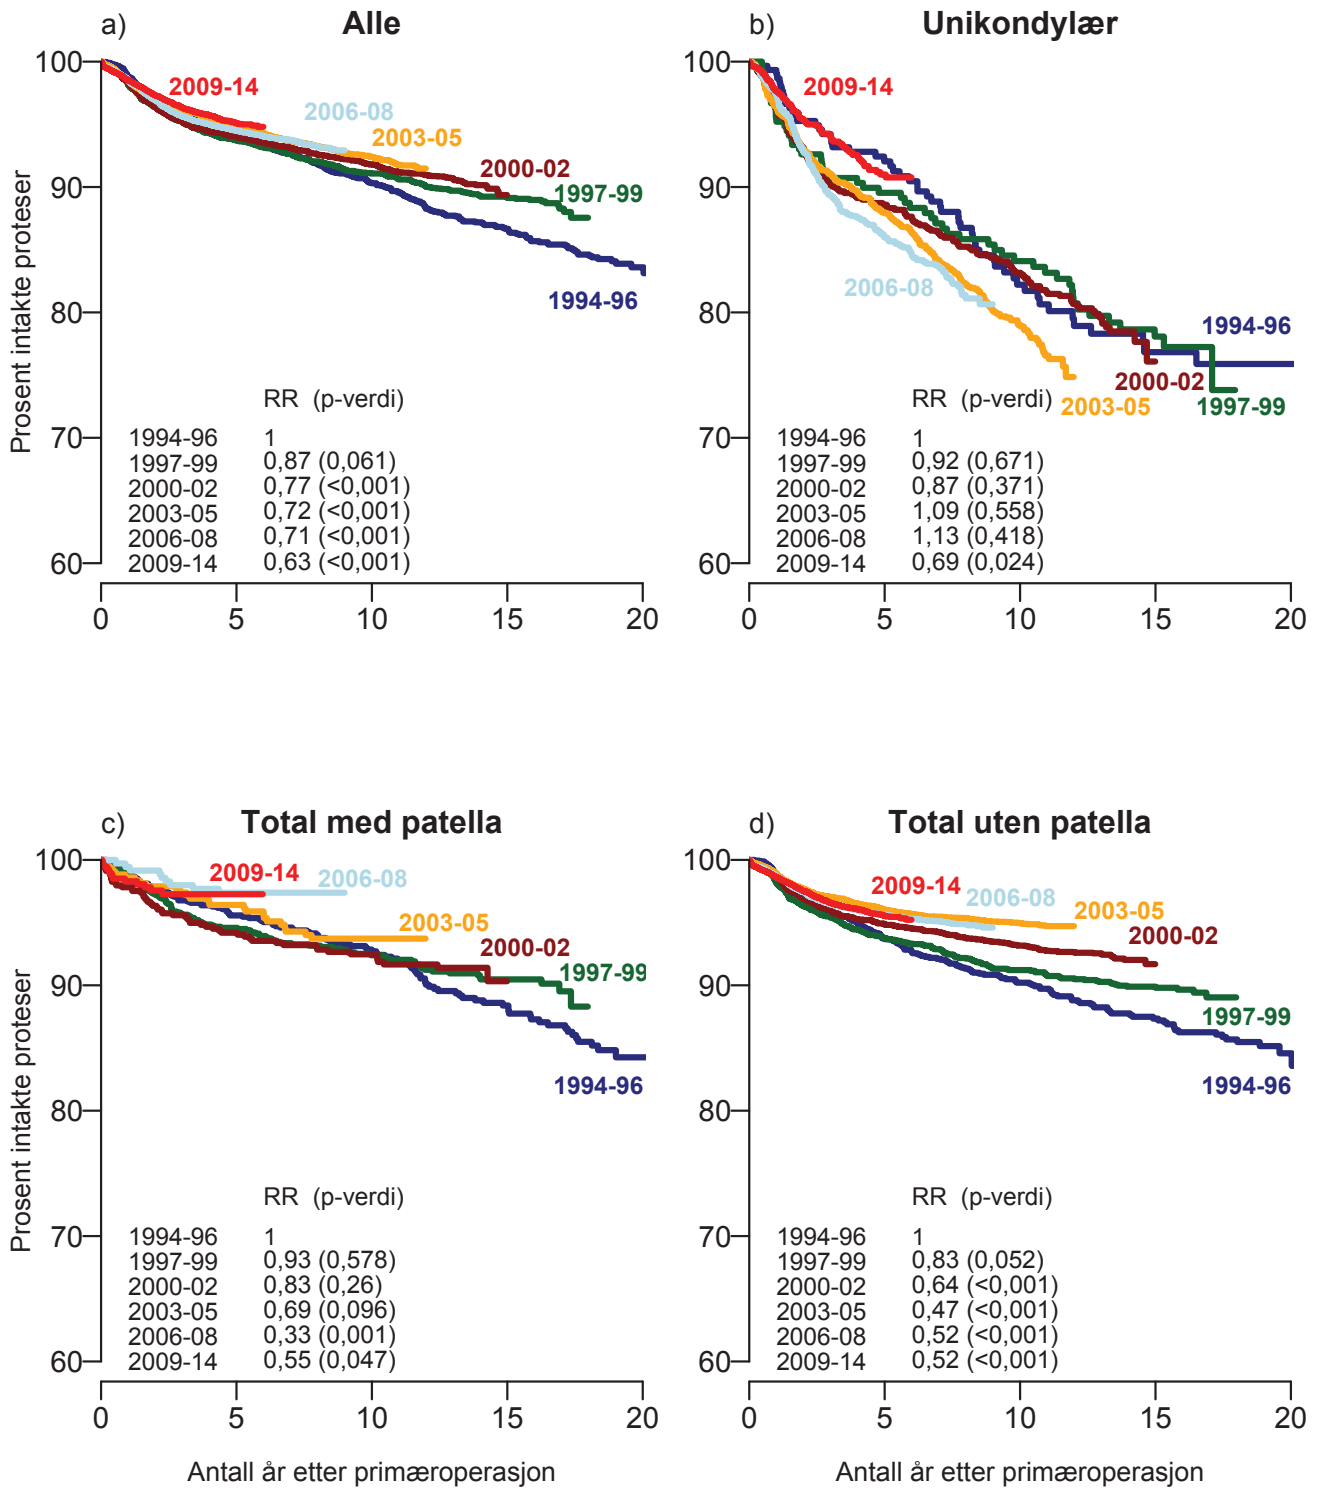 a) Alle
Prosent intakte proteser
100
90
80
70
60
2009-14
2006-08
2003-05
2000-02
1997-99
1994-96
RR (p-verdi)
1994-96 1
1997-99 0,87 (0,061)
2000-02 0,77 (<0,001)
2003-05 0,72 (<0,001)
2006-08 0,71 (<0,001)
2009-14 0,63 (<0,001)
0 5 10 15 20
b) Unikondylær
100
90
80
70
60
2009-14
2006-08
1994-96
2000-02
2003-05
1997-99
RR (p-verdi)
1994-96 1
1997-99 0,92 (0,671)
2000-02 0,87 (0,371)
2003-05 1,09 (0,558)
2006-08 1,13 (0,418)
2009-14 0,69 (0,024)
0 5 10 15 20
c) Total med patella
Prosent intakte proteser
100
90
80
70
60
2009-14
2006-08
2003-05
2000-02
1997-99
1994-96
RR (p-verdi)
1994-96 1
1997-99 0,93 (0,578)
2000-02 0,83 (0,26)
2003-05 0,69 (0,096)
2006-08 0,33 (0,001)
2009-14 0,55 (0,047)
0 5 10 15 20
Antall år etter primæroperasjon
d) Total uten patella
100
90
80
70
60
2009-14
2006-08
2003-05
2000-02
1997-99
1994-96
RR (p-verdi)
1994-96 1
1997-99 0,83 (0,052)
2000-02 0,64 (<0,001)
2003-05 0,47 (<0,001)
2006-08 0,52 (<0,001)
2009-14 0,52 (<0,001)
0 5 10 15 20
Antall år etter primæroperasjon